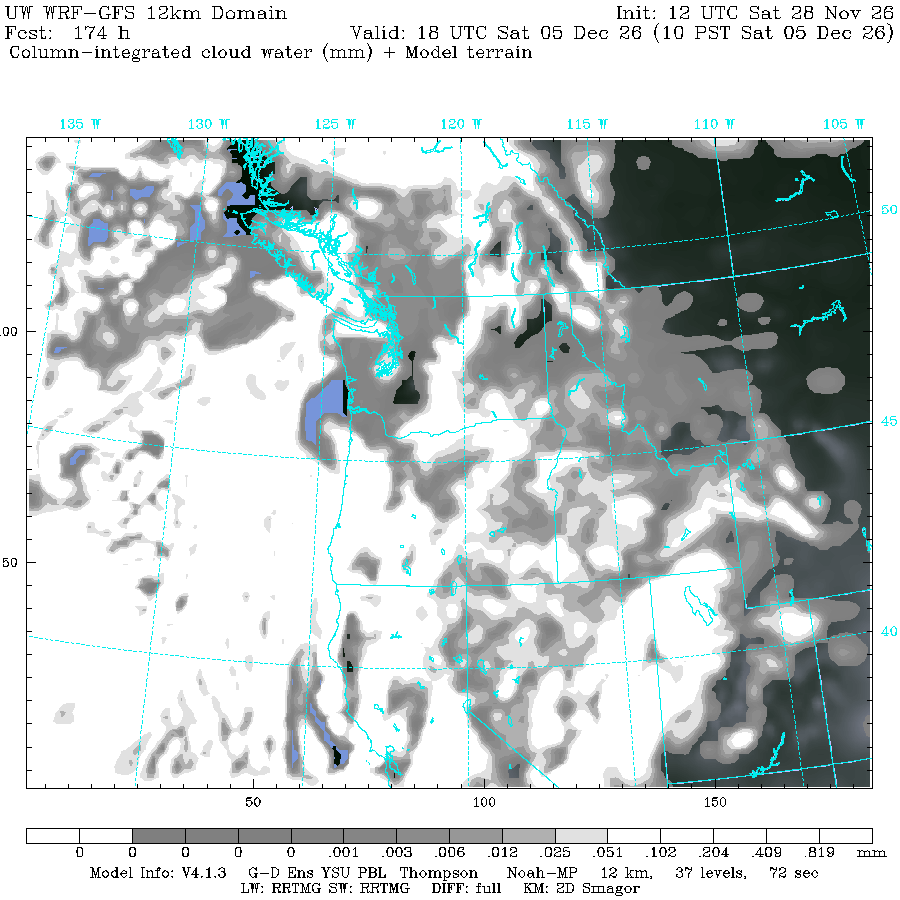 UW WRF-GFS 12km Domain Init: 12 UTC Sat 28 Nov 26
Fcst: 174 h Valid: 18 UTC Sat 05 Dec 26 (10 PST Sat 05 Dec 26)
Column-integrated cloud water (mm) + Model terrain
135 W 130 W 125 W 120 W 115 W 110 W 105 W
50
00
45
50
40
50 100 150
0 0 0 0 0 .001 .003 .006 .012 .025 .051 .102 .204 .409 .819 mm
Model Info: V4.1.3 G-D Ens YSU PBL Thompson Noah-MP 12 km, 37 levels, 72 sec
LW: RRTMG SW: RRTMG DIFF: full KM: 2D Smagor